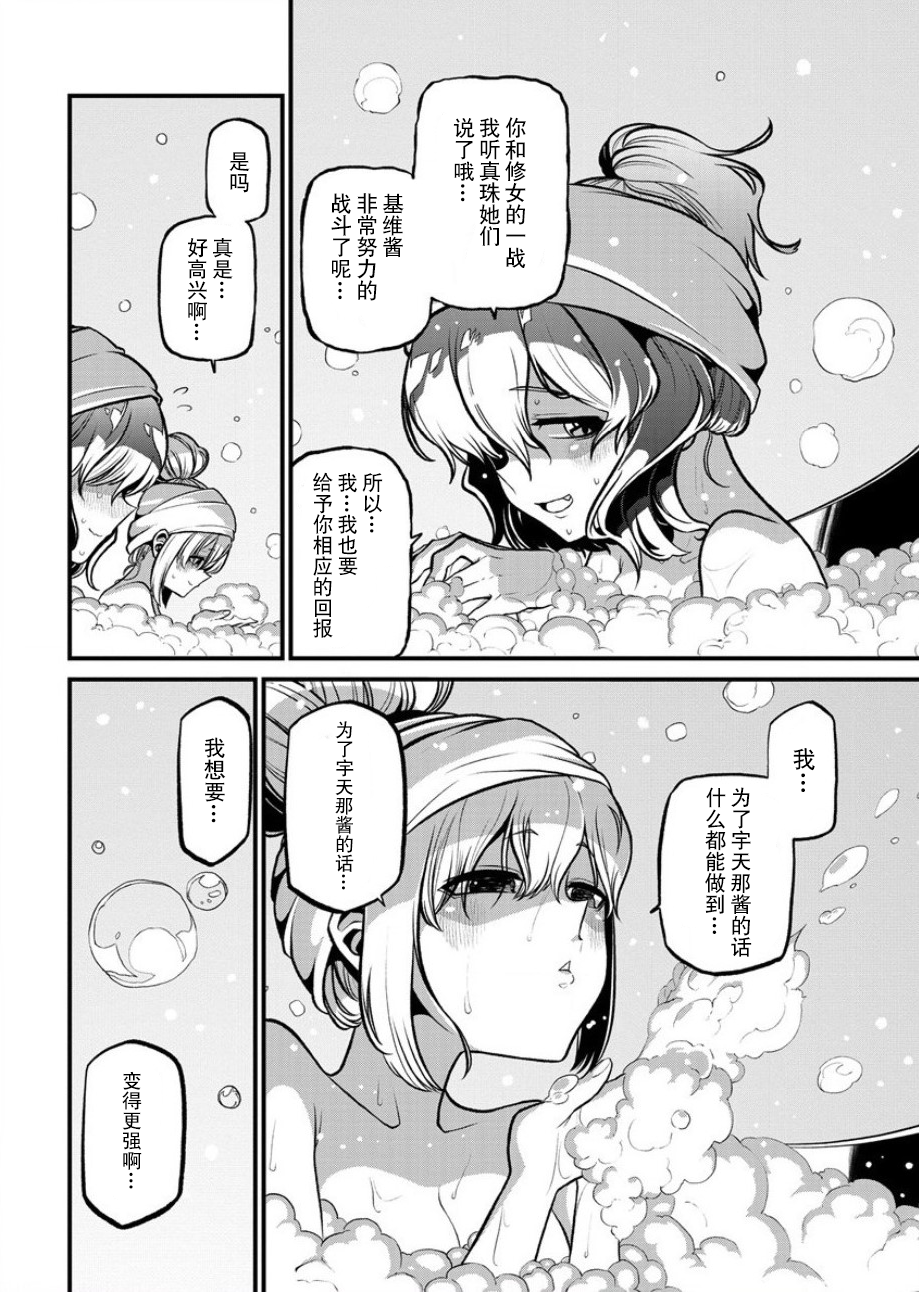 你和修女的一战
我听真珠她们
说了哦…
基维酱
非常努力的
战斗了呢…
所以…
我…我也要
给予你相应的回报
是吗
真是…
好高兴啊…
我…
为了宇天那酱的话
什么都能做到…
为了宇天那酱的话…
我想要…
变得更强啊…